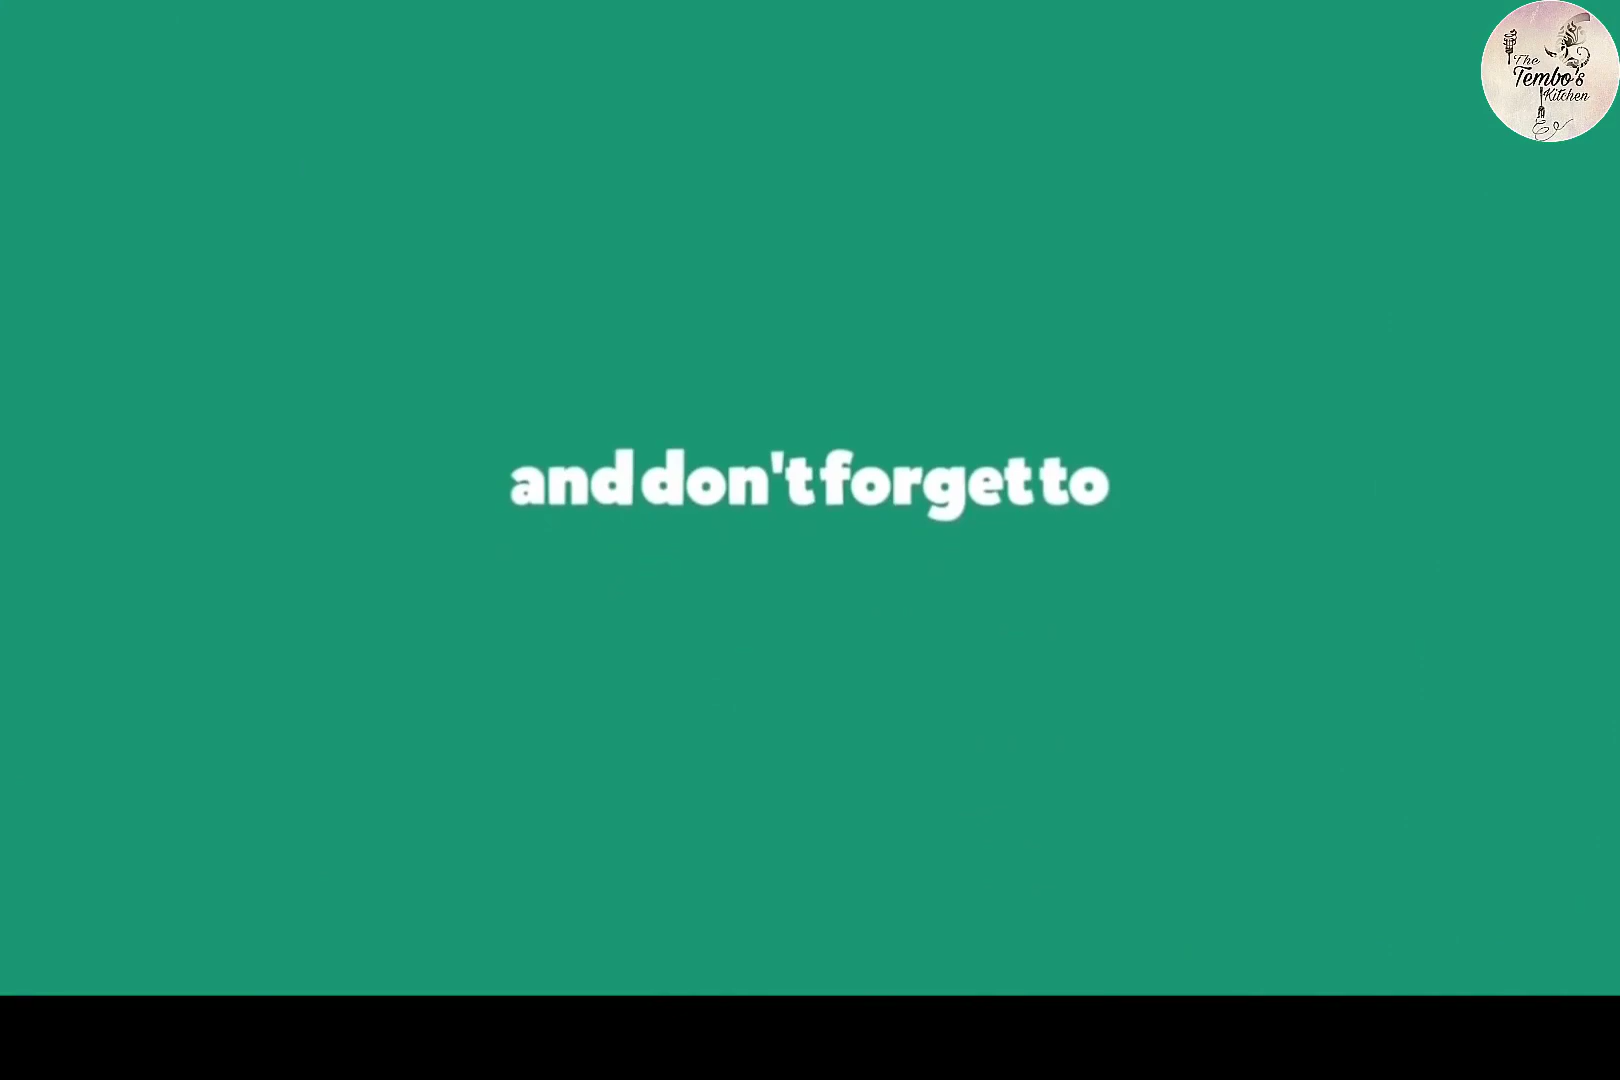 The
Tembo's
Kitchen
and don't forget to